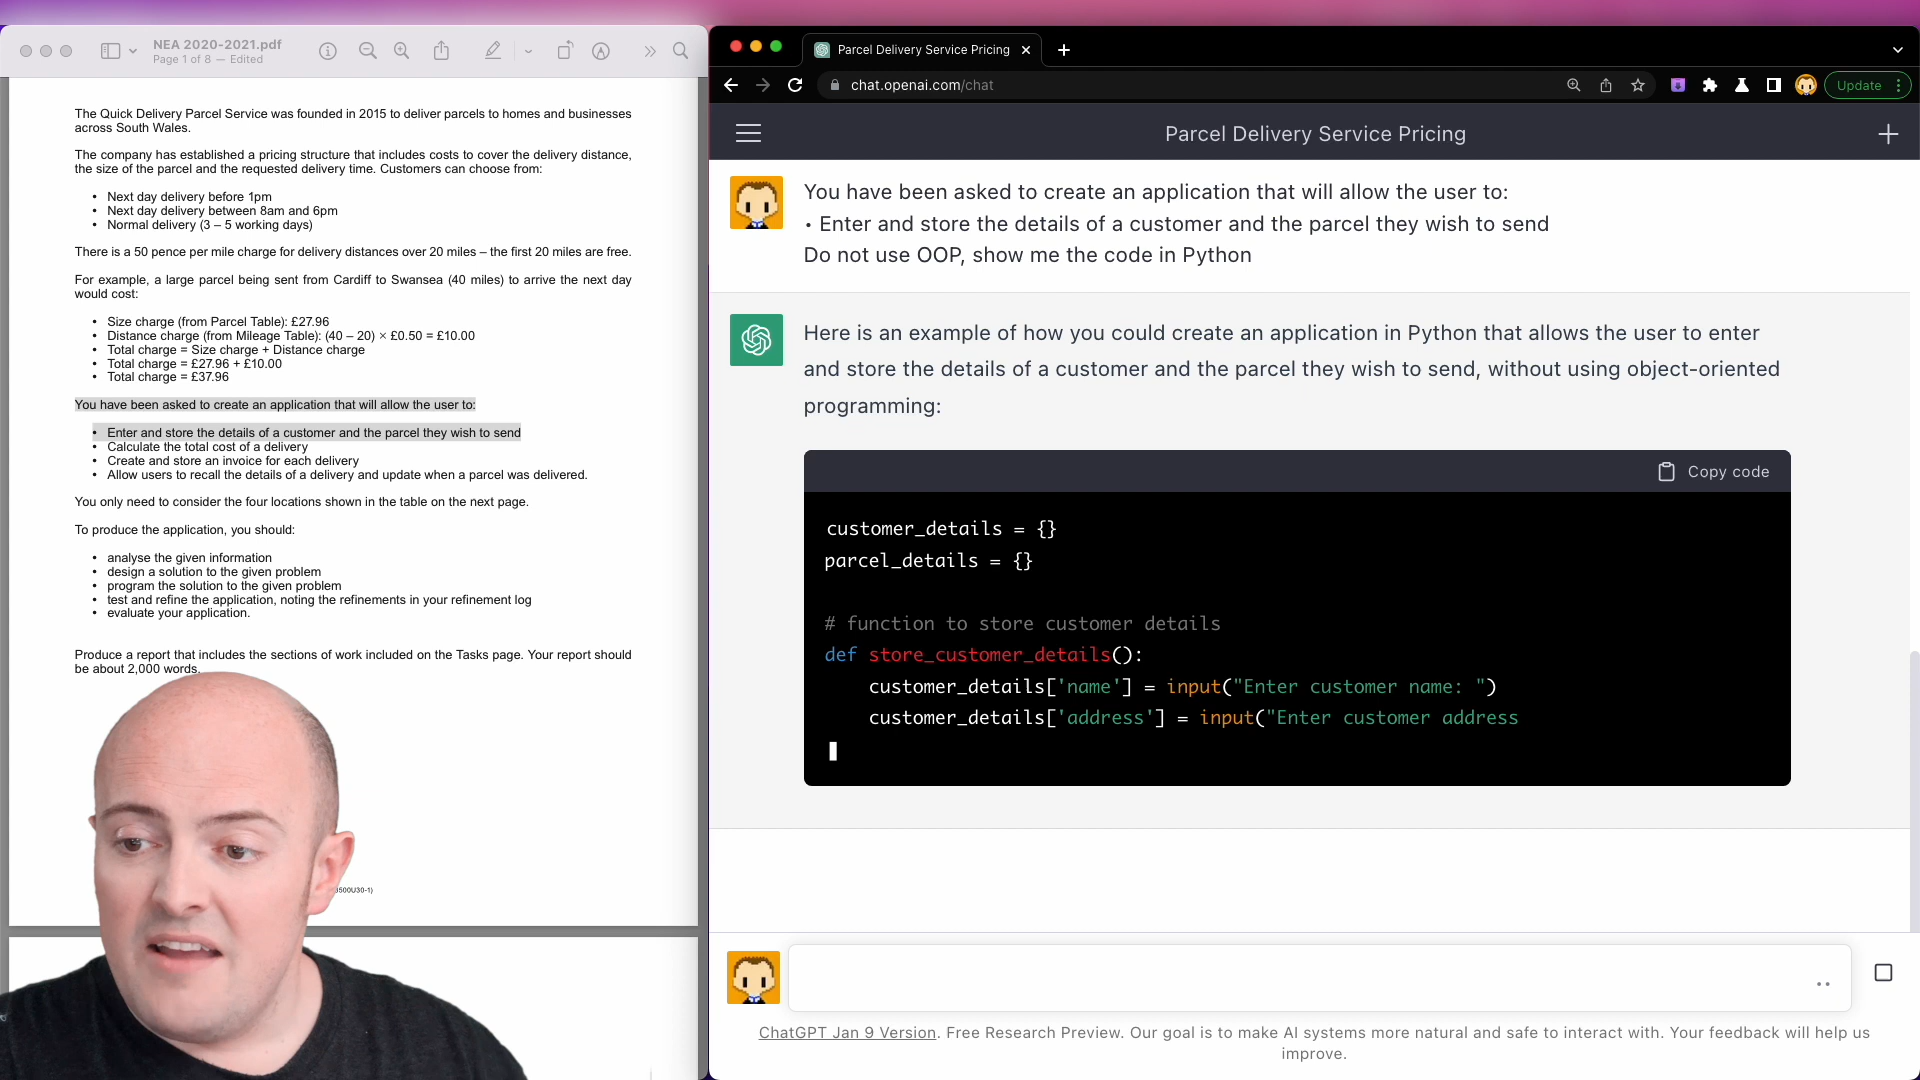 NEA 2020-2021.pdf
Page 1 of 8 — Edited
The Quick Delivery Parcel Service was founded in 2015 to deliver parcels to homes and businesses
across South Wales.
The company has established a pricing structure that includes costs to cover the delivery distance,
the size of the parcel and the requested delivery time. Customers can choose from:
• Next day delivery before 1pm
• Next day delivery between 8am and 6pm
• Normal delivery (3 – 5 working days)
There is a 50 pence per mile charge for delivery distances over 20 miles – the first 20 miles are free.
For example, a large parcel being sent from Cardiff to Swansea (40 miles) to arrive the next day
would cost:
• Size charge (from Parcel Table): £27.96
• Distance charge (from Mileage Table): (40 – 20) × £0.50 = £10.00
• Total charge = Size charge + Distance charge
• Total charge = £27.96 + £10.00
• Total charge = £37.96
You have been asked to create an application that will allow the user to:
• Enter and store the details of a customer and the parcel they wish to send
• Calculate the total cost of a delivery
• Create and store an invoice for each delivery
• Allow users to recall the details of a delivery and update when a parcel was delivered.
You only need to consider the four locations shown in the table on the next page.
To produce the application, you should:
• analyse the given information
• design a solution to the given problem
• program the solution to the given problem
• test and refine the application, noting the refinements in your refinement log
• evaluate your application.
Produce a report that includes the sections of work included on the Tasks page. Your report should
be about 2,000 words.
500U30-1)
Parcel Delivery Service Pricing
chat.openai.com/chat
Update
Parcel Delivery Service Pricing
You have been asked to create an application that will allow the user to:
• Enter and store the details of a customer and the parcel they wish to send
Do not use OOP, show me the code in Python
Here is an example of how you could create an application in Python that allows the user to enter
and store the details of a customer and the parcel they wish to send, without using object-oriented
programming:
Copy code
customer_details = {}
parcel_details = {}
# function to store customer details
def store_customer_details():
customer_details['name'] = input("Enter customer name: ")
customer_details['address'] = input("Enter customer address
ChatGPT Jan 9 Version. Free Research Preview. Our goal is to make AI systems more natural and safe to interact with. Your feedback will help us
improve.